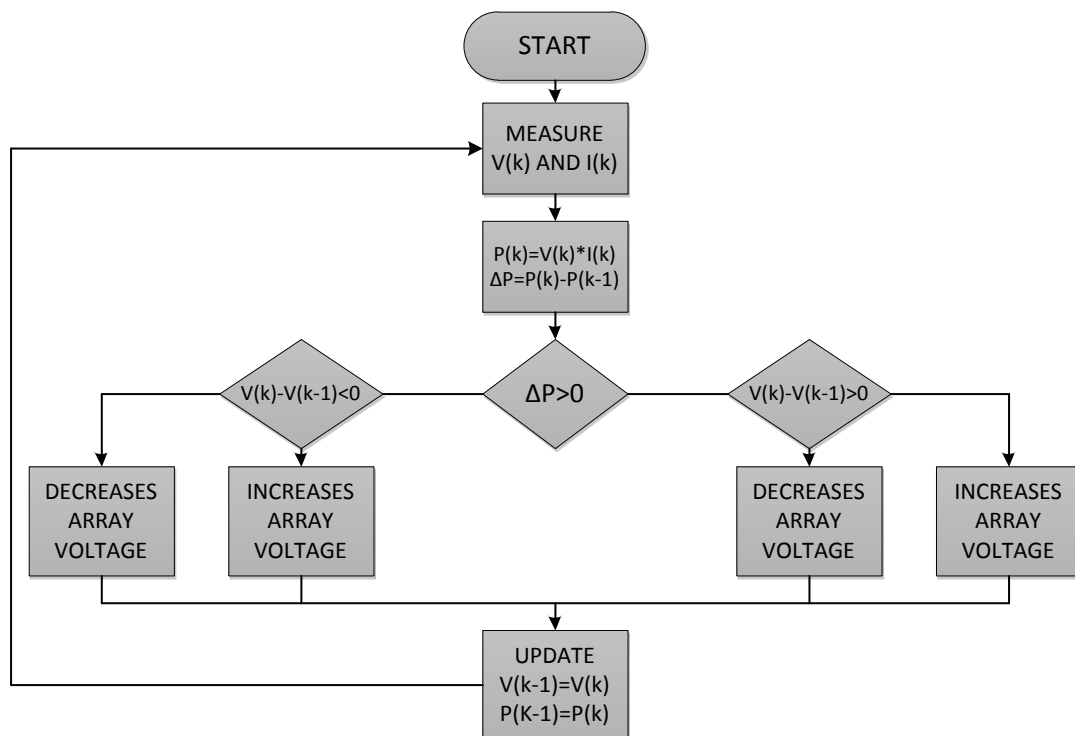 START
MEASURE
V(k) AND I(k)
P(k)=V(k)*I(k)
ΔP=P(k)-P(k-1)
V(k)-V(k-1)<0
ΔP>0
V(k)-V(k-1)>0
DECREASES
ARRAY
VOLTAGE
INCREASES
ARRAY
VOLTAGE
DECREASES
ARRAY
VOLTAGE
INCREASES
ARRAY
VOLTAGE
UPDATE
V(k-1)=V(k)
P(K-1)=P(k)